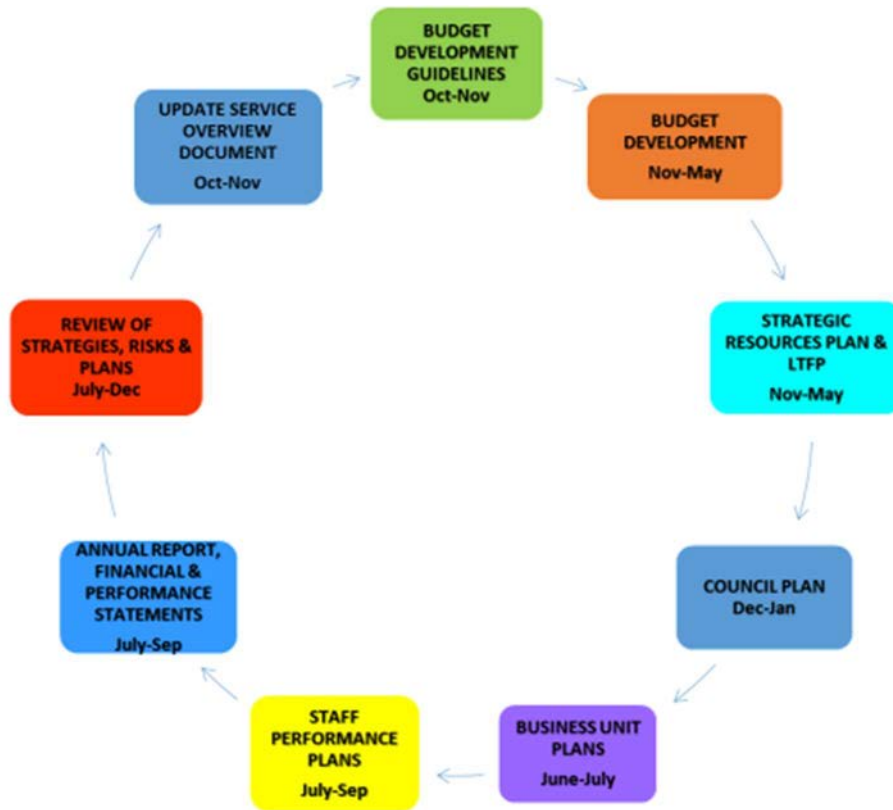 BUDGET
DEVELOPMENT
GUIDELINES
Oct-Nov
BUDGET
DEVELOPMENT
Nov-May
STRATEGIC
RESOURCES PLAN &
LTFP
Nov-May
COUNCIL PLAN
Dec-Jan
BUSINESS UNIT
PLANS
June-July
STAFF
PERFORMANCE
PLANS
July-Sep
ANNUAL REPORT,
FINANCIAL &
PERFORMANCE
STATEMENTS
July-Sep
REVIEW OF
STRATEGIES, RISKS &
PLANS
July-Dec
UPDATE SERVICE
OVERVIEW
DOCUMENT
Oct-Nov